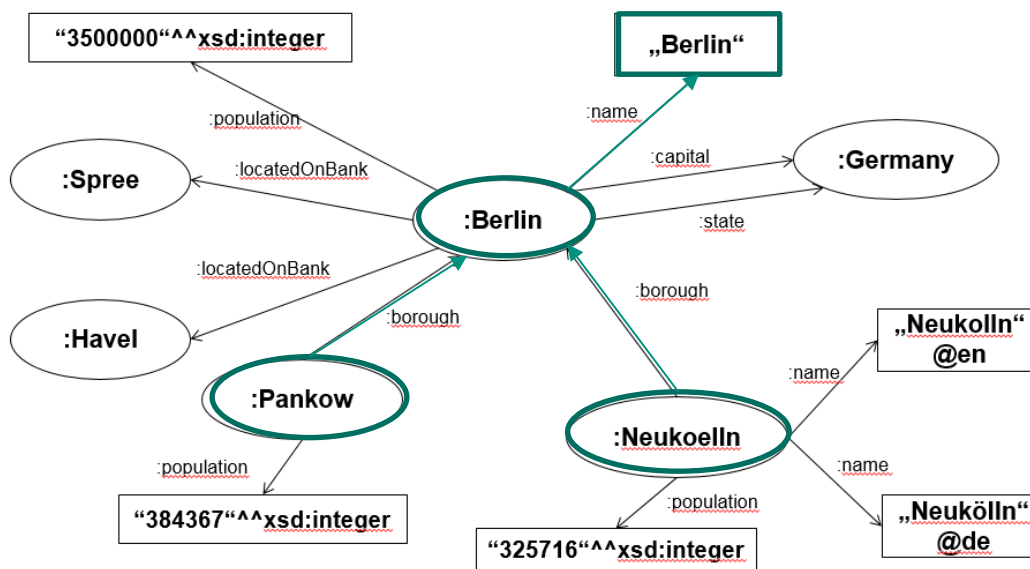 “3500000“^^xsd:integer
„Berlin“
:population
:name
:Spree
:locatedOnBank
:capital
:Germany
:Berlin
:state
:locatedOnBank
:borough
:Havel
:borough
„Neukolln“
@en
:name
:Pankow
:Neukoelln
:population
:name
“384367“^^xsd:integer
:population
„Neukölln“
@de
“325716“^^xsd:integer